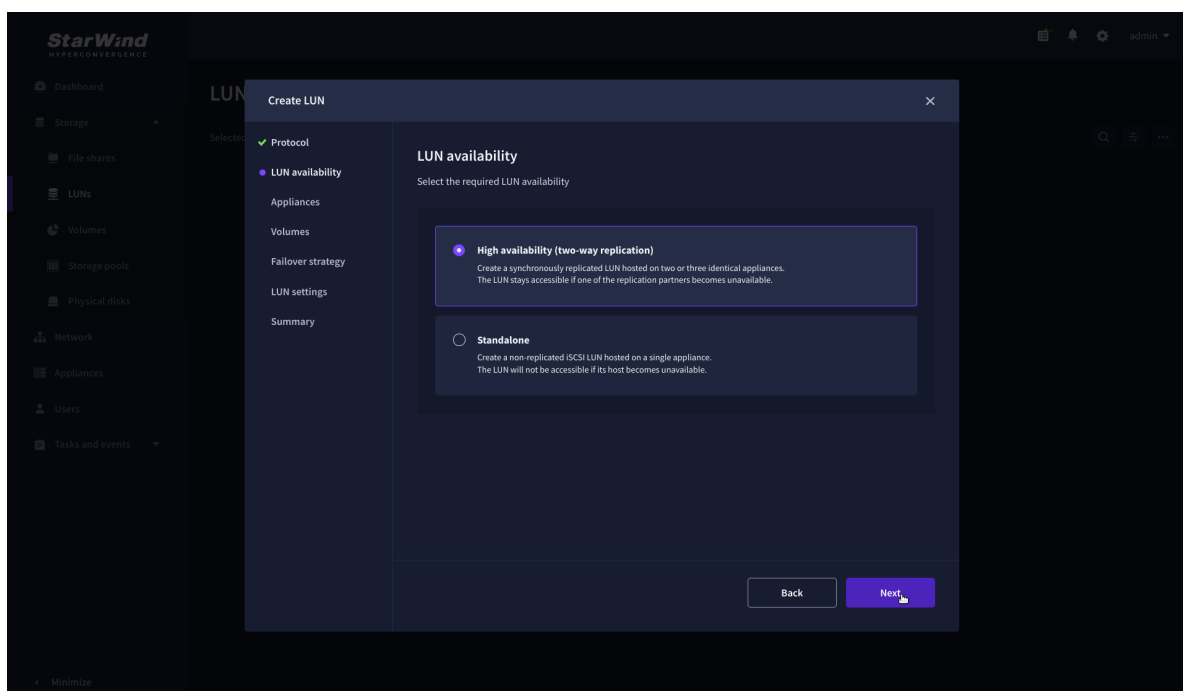 StarWind
HYPERCONVERGENCE
admin
Dashboard
Storage
File shares
LUNs
Volumes
Storage pools
Physical disks
Network
Appliances
Users
Tasks and events
Minimize
LUN
Selected
Create LUN
Protocol
LUN availability
Appliances
Volumes
Failover strategy
LUN settings
Summary
LUN availability
Select the required LUN availability
High availability (two-way replication)
Create a synchronously replicated LUN hosted on two or three identical appliances.
The LUN stays accessible if one of the replication partners becomes unavailable.
Standalone
Create a non-replicated iSCSI LUN hosted on a single appliance.
The LUN will not be accessible if its host becomes unavailable.
Back
Next